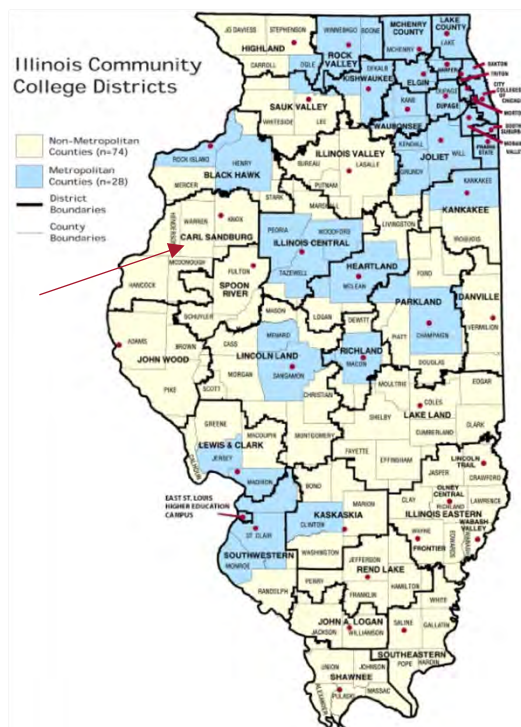 Illinois Community
College Districts
Non-Metropolitan
Counties (n=74)
Metropolitan
Counties (n=28)
District
Boundaries
County
Boundaries
JO DAVIESS
STEPHENSON
HIGHLAND
CARROLL
OGLE
WINNEBAGO
BOONE
ROCK
VALLEY
MCHENRY
COUNTY
MCHENRY
LAKE
COUNTY
LAKE
OAKTON
TRITON
CITY
COLLEGES
OF
DEKALB
KISHWAUKEE
ELGIN
KANE
DUPAGE
DUPAGE
WAUBONSEE
SOUTH
PRAIRIE
STATE
WHITESIDE
LEE
SAUK VALLEY
ROCK ISLAND
HENRY
BLACK HAWK
MERCER
BUREAU
ILLINOIS VALLEY
LASALLE
PUTNAM
STARK
KENDALL
WILL
JOLIET
GRUNDY
KANKAKEE
KANKAKEE
WARREN
KNOX
CARL SANDBURG
HENDERSON
MCDONOUGH
HANCOCK
PEORIA
WOODFORD
ILLINOIS CENTRAL
TAZEWELL
LIVINGSTON
IROQUOIS
FORD
HEARTLAND
MCLEAN
FULTON
SPOON
RIVER
SCHUYLER
MASON
LOGAN
DEWITT
PARKLAND
CHAMPAIGN
PIATT
DOUGLAS
DANVILLE
VERMILION
ADAMS
BROWN
JOHN WOOD
PIKE
CASS
MENARD
LINCOLN LAND
MORGAN
SANGAMON
SCOTT
CHRISTIAN
RICHLAND
MACON
MOULTRIE
EDGAR
COLES
SHELBY
LAKE LAND
CUMBERLAND
CLARK
GREENE
MACOUPIN
MONTGOMERY
LEWIS & CLARK
JERSEY
CALHOUN
MADISON
FAYETTE
EFFINGHAM
JASPER
LINCOLN
TRAIL
CRAWFORD
BOND
CLAY
OLNEY
CENTRAL
RICHLAND
LAWRENCE
ILLINOIS EASTERN
EAST ST. LOUIS
HIGHER EDUCATION
CAMPUS
ST. CLAIR
SOUTHWESTERN
MONROE
MARION
KASKASKIA
CLINTON
WASHINGTON
WAYNE
FRONTIER
EDWARDS
WABASH
VALLEY
JEFFERSON
REND LAKE
RANDOLPH
PERRY
FRANKLIN
HAMILTON
WHITE
JOHN A. LOGAN
JACKSON
WILLIAMSON
SALINE
GALLATIN
SOUTHEASTERN
UNION
JOHNSON
POPE
HARDIN
SHAWNEE
ALEXANDER
PULASKI
MASSAC